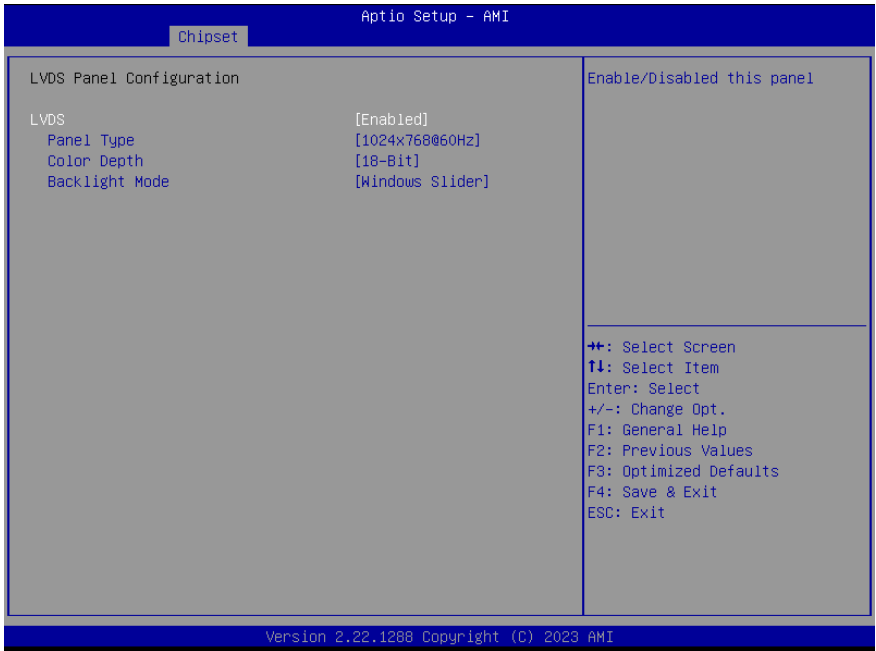 Aptio Setup – AMI
Chipset
LVDS Panel Configuration
LVDS [Enabled]
Panel Type [1024x768@60Hz]
Color Depth [18-Bit]
Backlight Mode [Windows Slider]
Enable/Disabled this panel
→←: Select Screen
↑↓: Select Item
Enter: Select
+/-: Change Opt.
F1: General Help
F2: Previous Values
F3: Optimized Defaults
F4: Save & Exit
ESC: Exit
Version 2.22.1288 Copyright (C) 2023 AMI